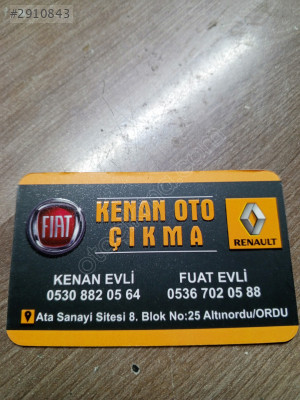 #2910843
FIAT
KENAN OTO
ÇIKMA
RENAULT
KENAN EVLİ
0530 882 05 64
FUAT EVLİ
0536 702 05 88
Ata Sanayi Sitesi 8. Blok No:25 Altınordu/ORDU